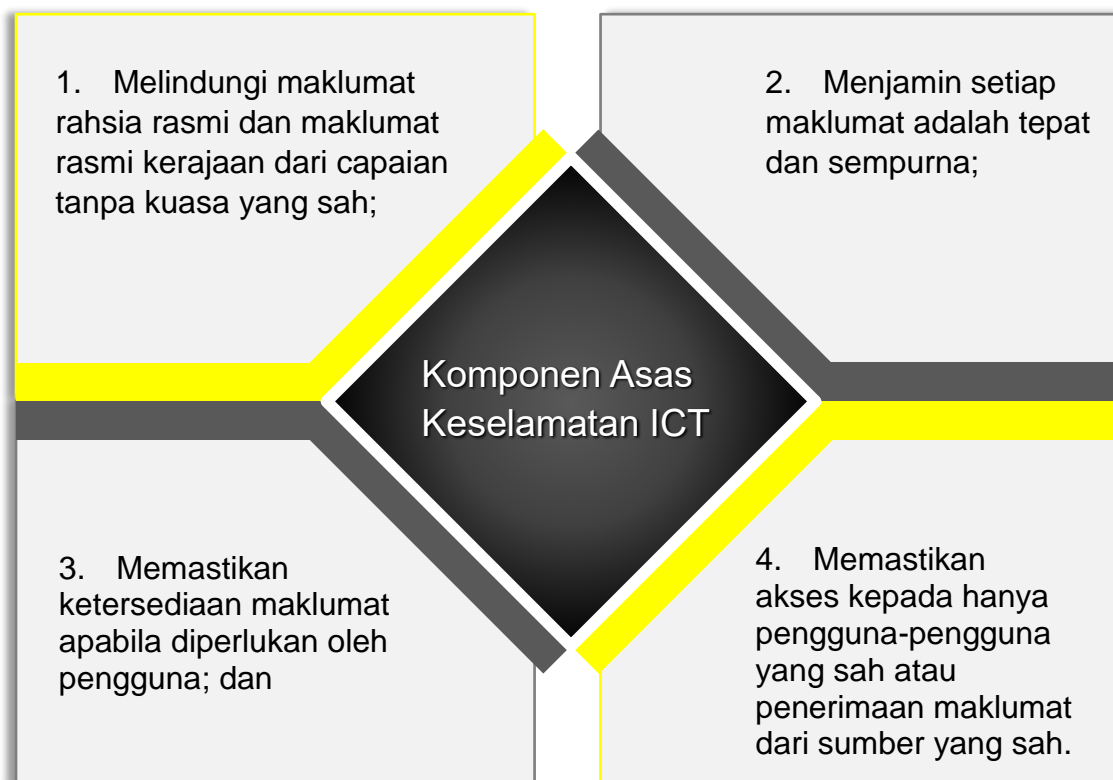 1. Melindungi maklumat
rahsia rasmi dan maklumat
rasmi kerajaan dari capaian
tanpa kuasa yang sah;
2. Menjamin setiap
maklumat adalah tepat
dan sempurna;
Komponen Asas
Keselamatan ICT
3. Memastikan
ketersediaan maklumat
apabila diperlukan oleh
pengguna; dan
4. Memastikan
akses kepada hanya
pengguna-pengguna
yang sah atau
penerimaan maklumat
dari sumber yang sah.